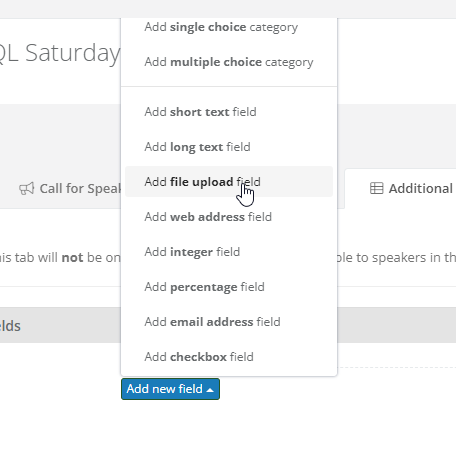 Add single choice category
QL Saturday
Add multiple choice category
Add short text field
Add long text field
Add file upload field
Call for Speak
Additional
Add web address field
Add integer field
is tab will not be on
ble to speakers in th
Add percentage field
Add email address field
elds
Add checkbox field
Add new field